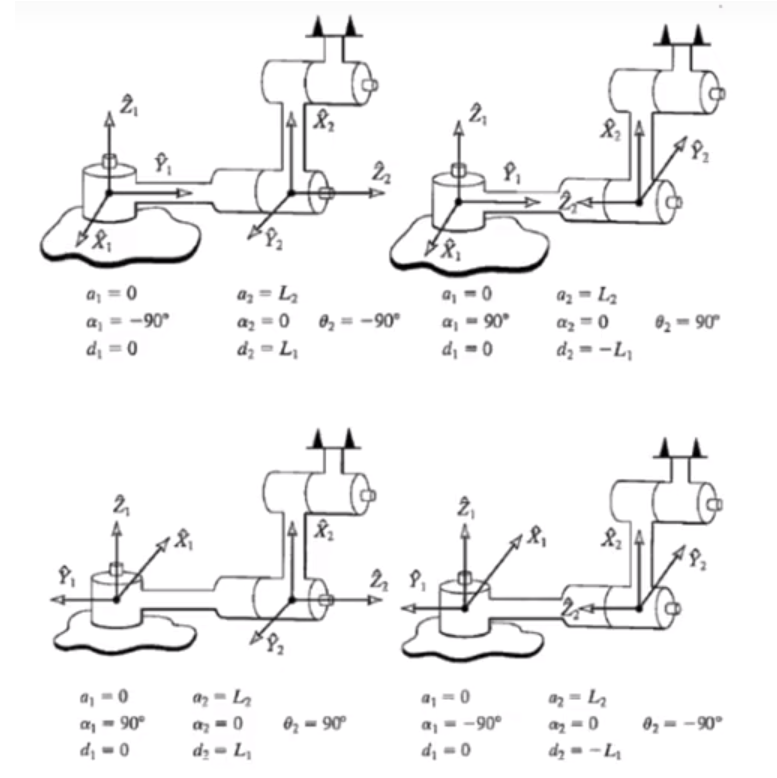 Ẑ₁ Ŷ₁ X̂₁ X̂₂ Ẑ₂ Ŷ₂
Ẑ₁ Ŷ₁ X̂₁ X̂₂ Ŷ₂ Ẑ₂
a₁ = 0 a₂ = L₂
α₁ = −90° α₂ = 0 θ₂ = −90°
d₁ = 0 d₂ = L₁
a₁ = 0 a₂ = L₂
α₁ = 90° α₂ = 0 θ₂ = 90°
d₁ = 0 d₂ = −L₁
Ẑ₁ X̂₁ Ŷ₁ X̂₂ Ẑ₂ Ŷ₂
Ẑ₁ X̂₁ Ŷ₁ X̂₂ Ŷ₂ Ẑ₂
a₁ = 0 a₂ = L₂
α₁ = 90° α₂ = 0 θ₂ = 90°
d₁ = 0 d₂ = L₁
a₁ = 0 a₂ = L₂
α₁ = −90° α₂ = 0 θ₂ = −90°
d₁ = 0 d₂ = −L₁